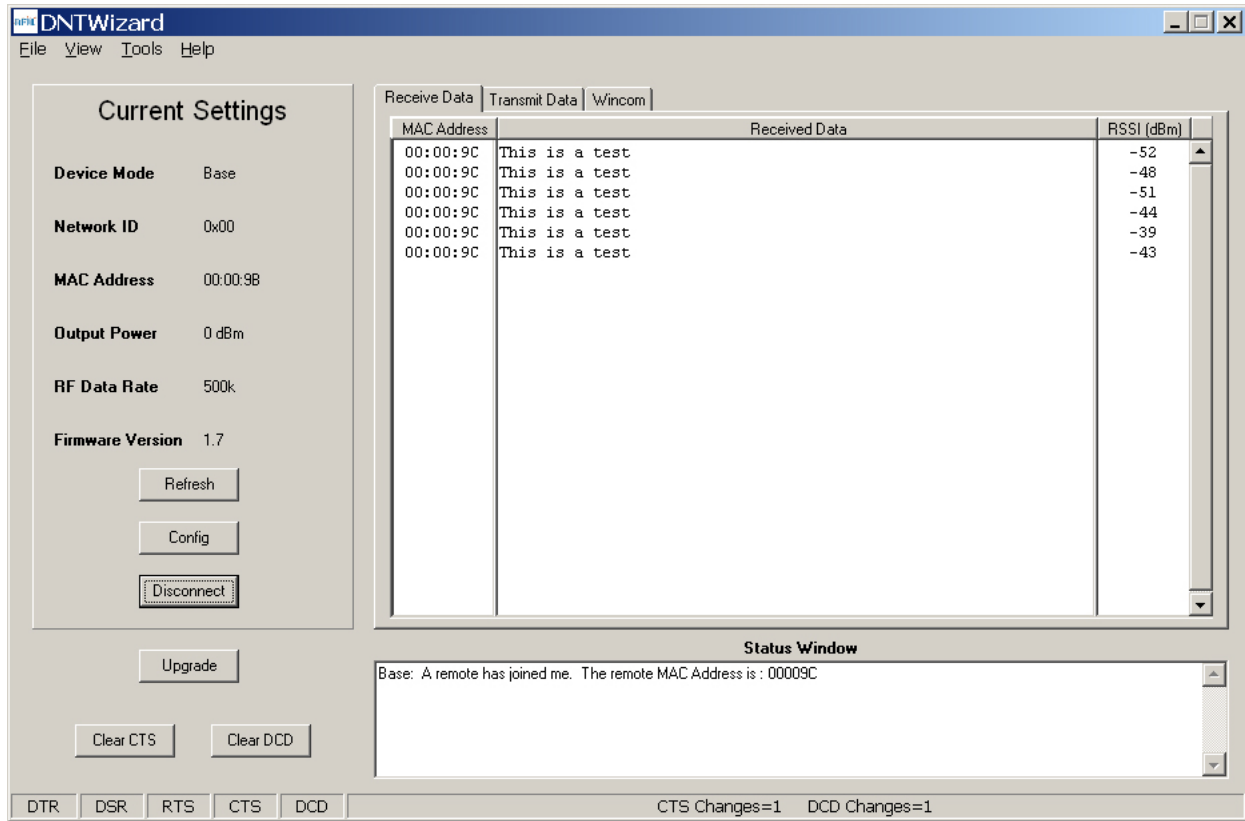 RFM DNTWizard
File View Tools Help
Current Settings
Device Mode Base
Network ID 0x00
MAC Address 00:00:9B
Output Power 0 dBm
RF Data Rate 500k
Firmware Version 1.7
Refresh
Config
Disconnect
Upgrade
Clear CTS Clear DCD
Receive Data Transmit Data Wincom
MAC Address Received Data RSSI (dBm)
00:00:9C This is a test -52
00:00:9C This is a test -48
00:00:9C This is a test -51
00:00:9C This is a test -44
00:00:9C This is a test -39
00:00:9C This is a test -43
Status Window
Base: A remote has joined me. The remote MAC Address is : 00009C
DTR DSR RTS CTS DCD CTS Changes=1 DCD Changes=1